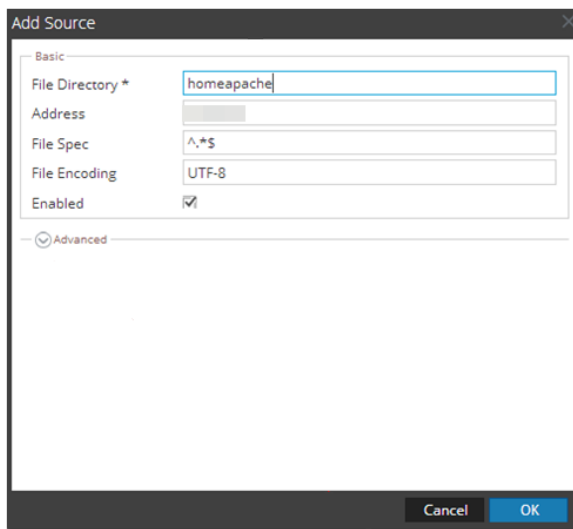 Add Source
Basic
File Directory * homeapache
Address
File Spec ^.*$
File Encoding UTF-8
Enabled
Advanced
Cancel OK